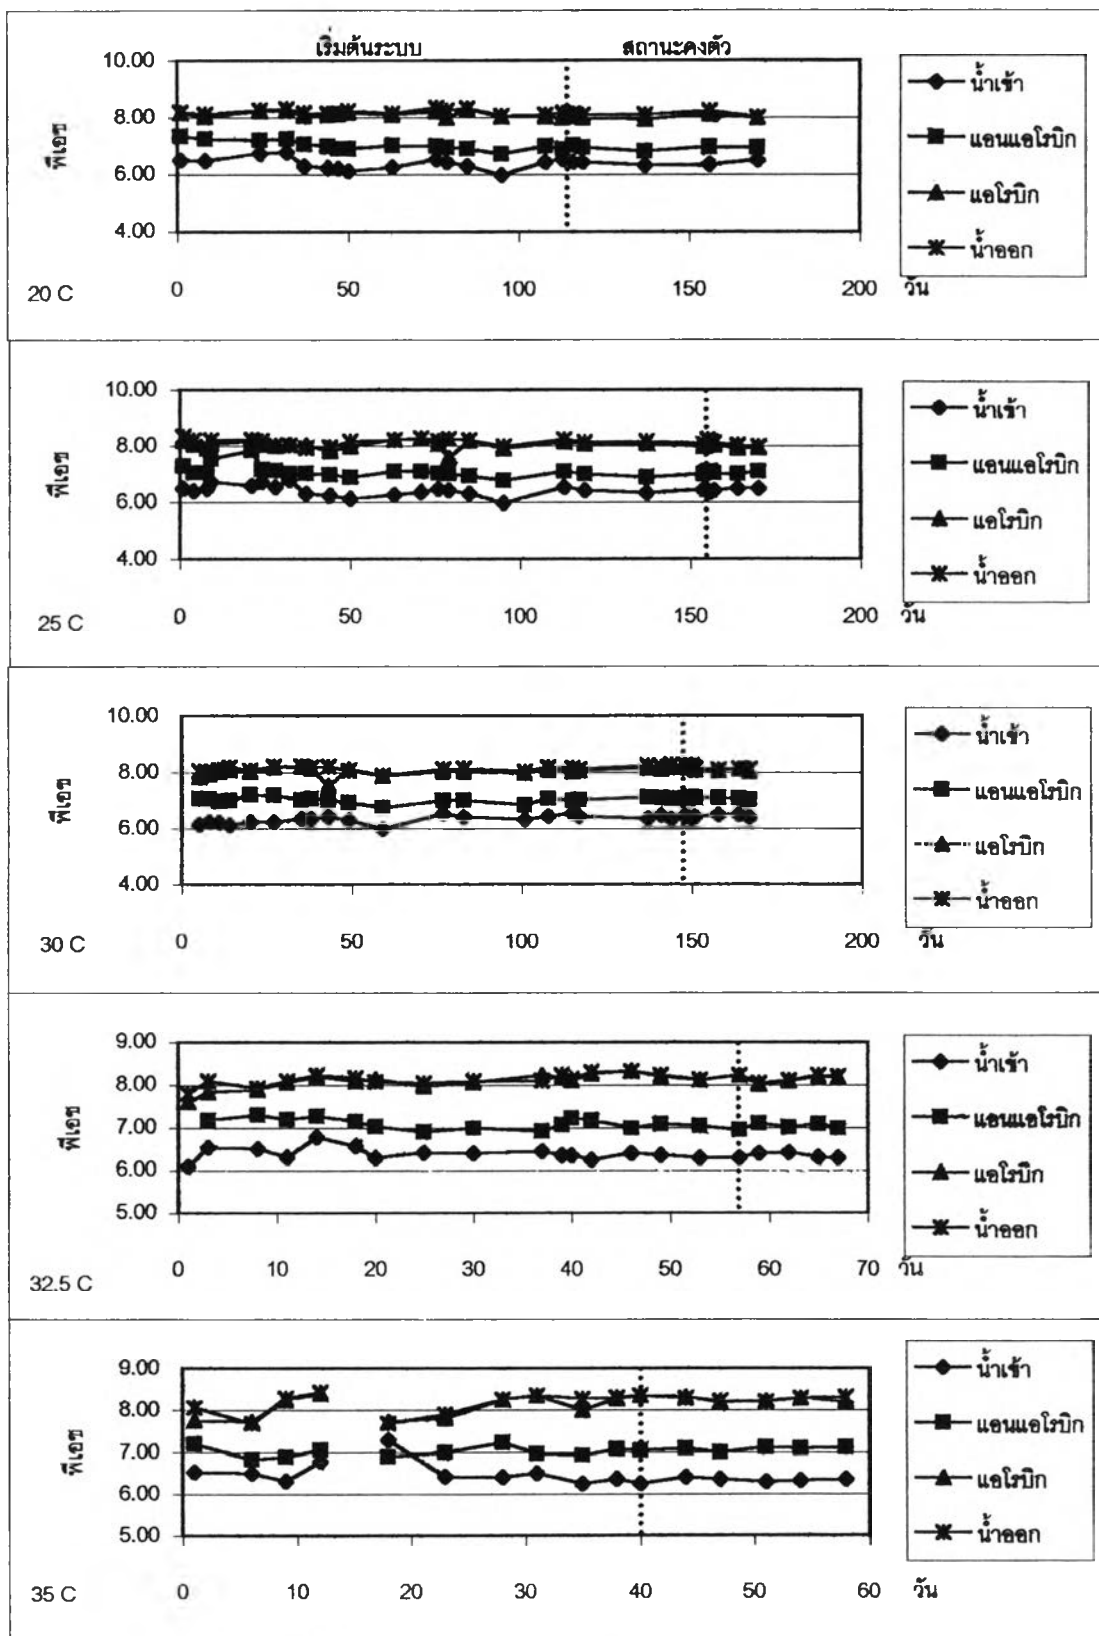 เริ่มต้นระบบ สถานะคงตัว
10.00
8.00
6.00
4.00
พีเอช
0 50 100 150 200 วัน
20 C
น้ำเข้า
แอนแอโรบิก
แอโรบิก
น้ำออก
10.00
8.00
6.00
4.00
พีเอช
0 50 100 150 200 วัน
25 C
น้ำเข้า
แอนแอโรบิก
แอโรบิก
น้ำออก
10.00
8.00
6.00
4.00
พีเอช
0 50 100 150 200 วัน
30 C
น้ำเข้า
แอนแอโรบิก
แอโรบิก
น้ำออก
9.00
8.00
7.00
6.00
5.00
พีเอช
0 10 20 30 40 50 60 70 วัน
32.5 C
น้ำเข้า
แอนแอโรบิก
แอโรบิก
น้ำออก
9.00
8.00
7.00
6.00
5.00
พีเอช
0 10 20 30 40 50 60 วัน
35 C
น้ำเข้า
แอนแอโรบิก
แอโรบิก
น้ำออก